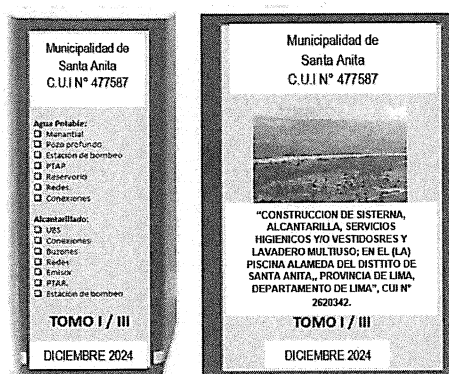 Municipalidad de
Santa Anita
C.U.I N° 477587
Agua Potable:
❑ Manantial
❑ Pozo profundo
❑ Estación de bombeo
❑ PTAP
❑ Reservorio
❑ Redes.
❑ Conexiones
Alcantarillado:
❑ UBS
❑ Conexiones
❑ Buzones
❑ Redes
❑ Emisor
❑ PTAR.
❑ Estación de bombeo
TOMO I / III
DICIEMBRE 2024
Municipalidad de
Santa Anita
C.U.I N° 477587
“CONSTRUCCION DE SISTERNA,
ALCANTARILLA, SERVICIOS
HIGIENICOS Y/O VESTIDOSRES Y
LAVADERO MULTIUSO; EN EL (LA)
PISCINA ALAMEDA DEL DISTTITO DE
SANTA ANITA,, PROVINCIA DE LIMA,
DEPARTAMENTO DE LIMA”, CUI N°
2620342.
TOMO I / III
DICIEMBRE 2024